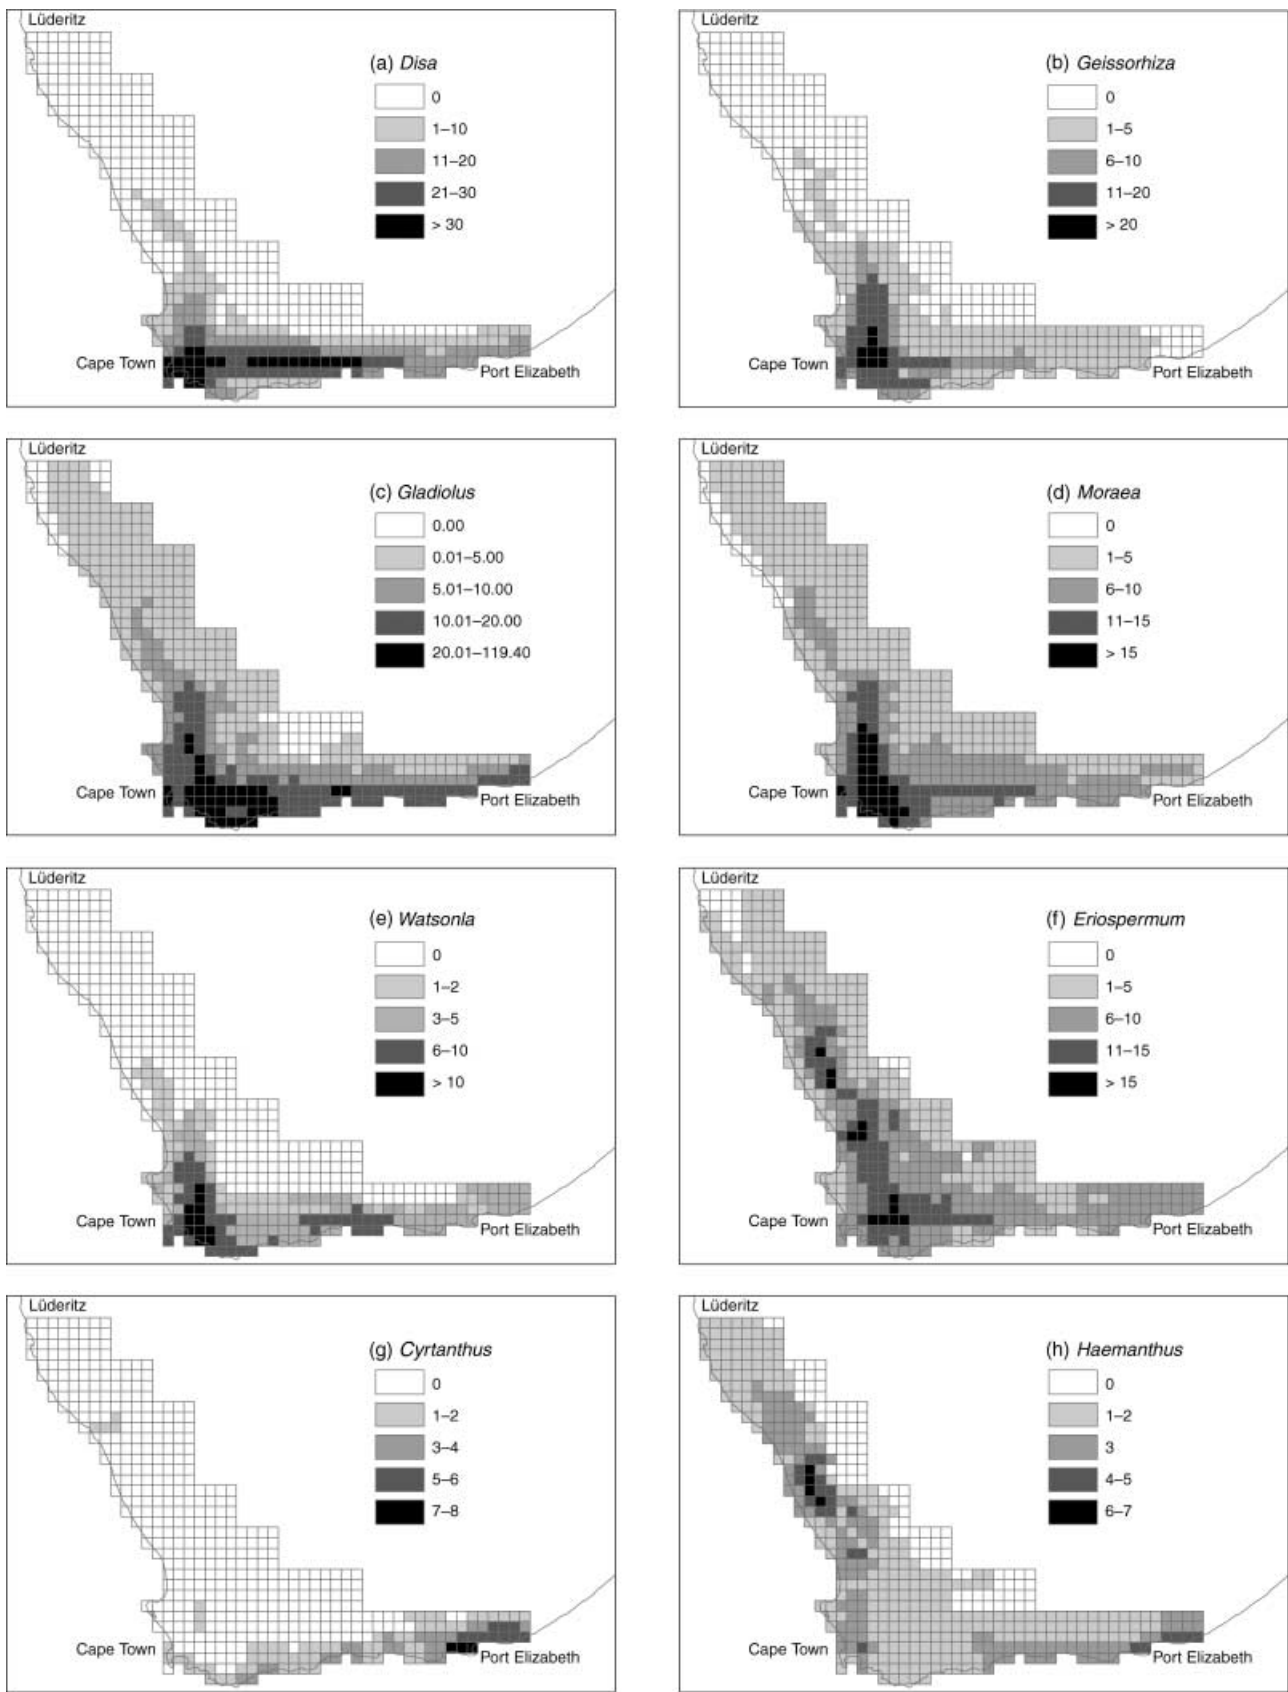 Lüderitz
(a) Disa
0
1–10
11–20
21–30
> 30
Cape Town
Port Elizabeth
Lüderitz
(b) Geissorhiza
0
1–5
6–10
11–20
> 20
Cape Town
Port Elizabeth
Lüderitz
(c) Gladiolus
0.00
0.01–5.00
5.01–10.00
10.01–20.00
20.01–119.40
Cape Town
Port Elizabeth
Lüderitz
(d) Moraea
0
1–5
6–10
11–15
> 15
Cape Town
Port Elizabeth
Lüderitz
(e) Watsonla
0
1–2
3–5
6–10
> 10
Cape Town
Port Elizabeth
Lüderitz
(f) Eriospermum
0
1–5
6–10
11–15
> 15
Cape Town
Port Elizabeth
Lüderitz
(g) Cyrtanthus
0
1–2
3–4
5–6
7–8
Cape Town
Port Elizabeth
Lüderitz
(h) Haemanthus
0
1–2
3
4–5
6–7
Cape Town
Port Elizabeth